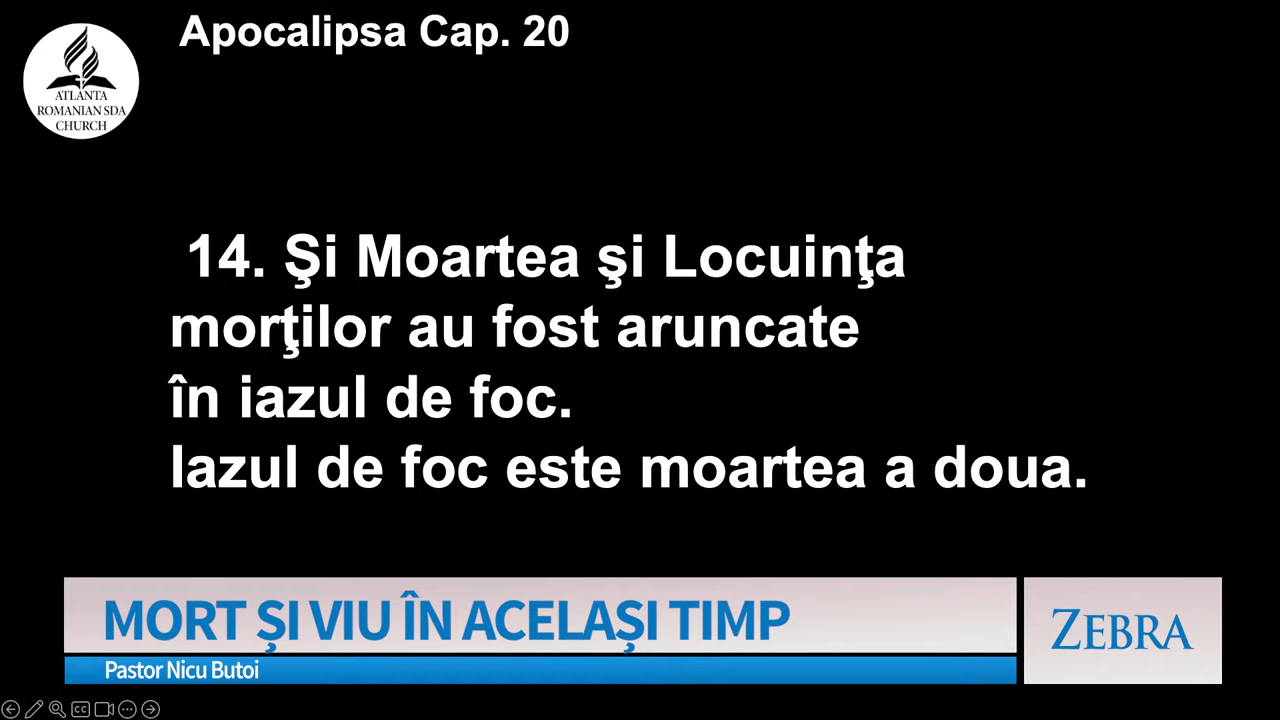 Apocalipsa Cap. 20
ATLANTA
ROMANIAN SDA
CHURCH
14. Şi Moartea şi Locuinţa
morţilor au fost aruncate
în iazul de foc.
Iazul de foc este moartea a doua.
MORT ȘI VIU ÎN ACELAȘI TIMP
ZEBRA
Pastor Nicu Butoi
CC